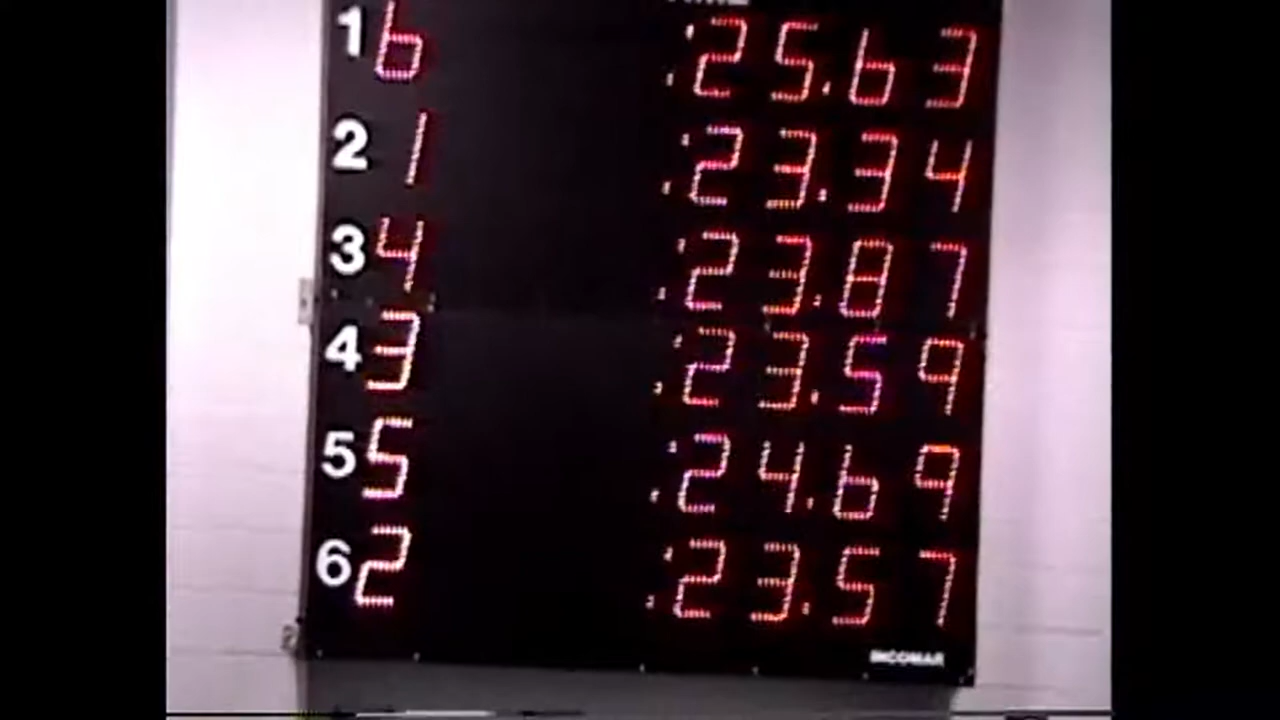 1 6 :25.63
2 1 :23.34
3 4 :23.87
4 3 :23.59
5 5 :24.69
6 2 :23.57